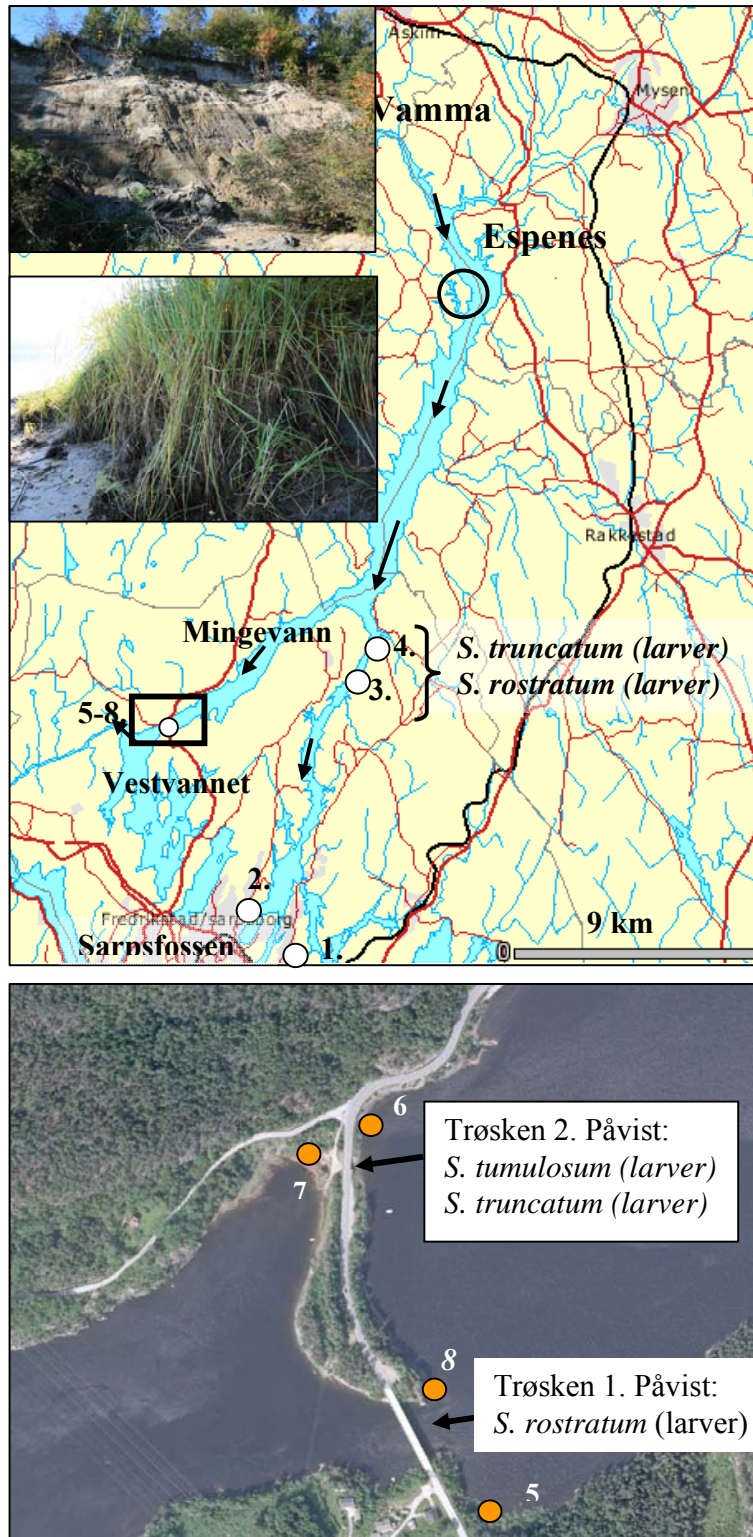 Askim
Mysen
Vamma
Espenes
Rakkestad
Mingevann
4.
S. truncatum (larver)
S. rostratum (larver)
3.
5-8.
Vestvannet
2.
Fredrikstad/sarpsborg
9 km
Sarpsfossen
1.
0
6
Trøsken 2. Påvist:
S. tumulosum (larver)
S. truncatum (larver)
7
8
Trøsken 1. Påvist:
S. rostratum (larver)
5